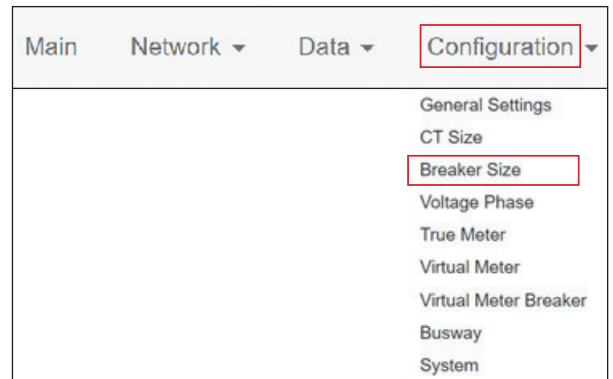 Main Network Data Configuration
General Settings
CT Size
Breaker Size
Voltage Phase
True Meter
Virtual Meter
Virtual Meter Breaker
Busway
System